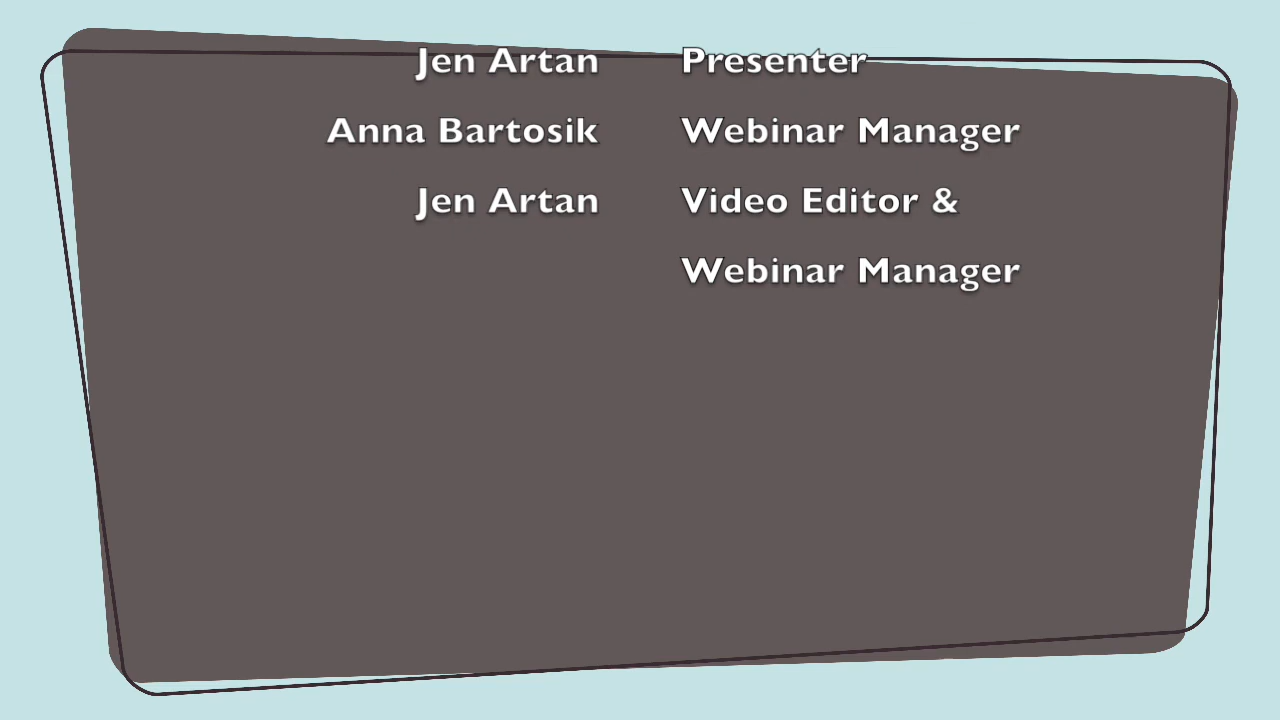 Jen Artan Presenter
Anna Bartosik Webinar Manager
Jen Artan Video Editor &
Webinar Manager